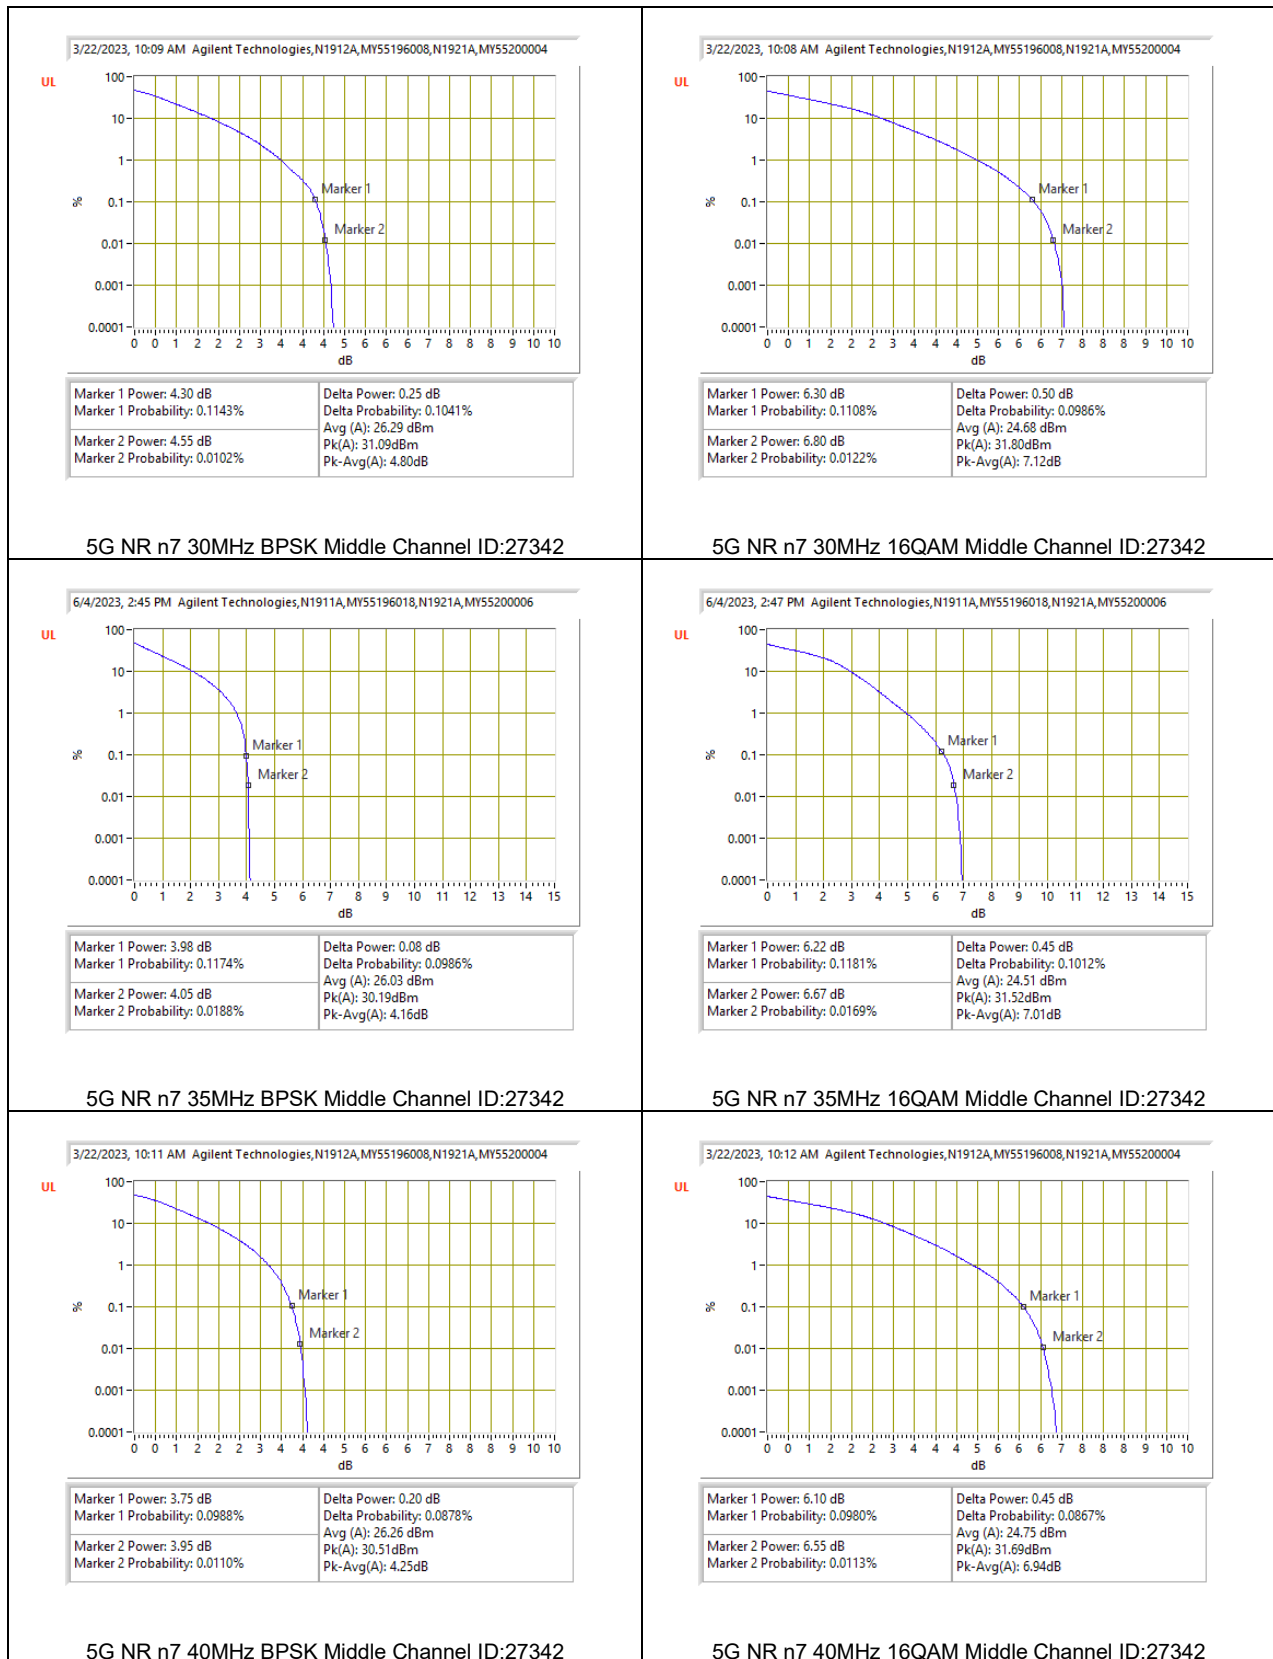 3/22/2023, 10:09 AM  Agilent Technologies,N1912A,MY55196008,N1921A,MY55200004
UL
100
10
1
0.1
0.01
0.001
0.0001
%
Marker 1
Marker 2
0 0 1 2 2 2 3 4 4 4 5 6 6 6 7 8 8 8 9 10 10
dB
Marker 1 Power: 4.30 dB
Marker 1 Probability: 0.1143%
Marker 2 Power: 4.55 dB
Marker 2 Probability: 0.0102%
Delta Power: 0.25 dB
Delta Probability: 0.1041%
Avg (A): 26.29 dBm
Pk(A): 31.09dBm
Pk-Avg(A): 4.80dB
5G NR n7 30MHz BPSK Middle Channel ID:27342
3/22/2023, 10:08 AM  Agilent Technologies,N1912A,MY55196008,N1921A,MY55200004
UL
100
10
1
0.1
0.01
0.001
0.0001
%
Marker 1
Marker 2
0 0 1 2 2 2 3 4 4 4 5 6 6 6 7 8 8 8 9 10 10
dB
Marker 1 Power: 6.30 dB
Marker 1 Probability: 0.1108%
Marker 2 Power: 6.80 dB
Marker 2 Probability: 0.0122%
Delta Power: 0.50 dB
Delta Probability: 0.0986%
Avg (A): 24.68 dBm
Pk(A): 31.80dBm
Pk-Avg(A): 7.12dB
5G NR n7 30MHz 16QAM Middle Channel ID:27342
6/4/2023, 2:45 PM  Agilent Technologies,N1911A,MY55196018,N1921A,MY55200006
UL
100
10
1
0.1
0.01
0.001
0.0001
%
Marker 1
Marker 2
0 1 2 3 4 5 6 7 8 9 10 11 12 13 14 15
dB
Marker 1 Power: 3.98 dB
Marker 1 Probability: 0.1174%
Marker 2 Power: 4.05 dB
Marker 2 Probability: 0.0188%
Delta Power: 0.08 dB
Delta Probability: 0.0986%
Avg (A): 26.03 dBm
Pk(A): 30.19dBm
Pk-Avg(A): 4.16dB
5G NR n7 35MHz BPSK Middle Channel ID:27342
6/4/2023, 2:47 PM  Agilent Technologies,N1911A,MY55196018,N1921A,MY55200006
UL
100
10
1
0.1
0.01
0.001
0.0001
%
Marker 1
Marker 2
0 1 2 3 4 5 6 7 8 9 10 11 12 13 14 15
dB
Marker 1 Power: 6.22 dB
Marker 1 Probability: 0.1181%
Marker 2 Power: 6.67 dB
Marker 2 Probability: 0.0169%
Delta Power: 0.45 dB
Delta Probability: 0.1012%
Avg (A): 24.51 dBm
Pk(A): 31.52dBm
Pk-Avg(A): 7.01dB
5G NR n7 35MHz 16QAM Middle Channel ID:27342
3/22/2023, 10:11 AM  Agilent Technologies,N1912A,MY55196008,N1921A,MY55200004
UL
100
10
1
0.1
0.01
0.001
0.0001
%
Marker 1
Marker 2
0 0 1 2 2 2 3 4 4 4 5 6 6 6 7 8 8 8 9 10 10
dB
Marker 1 Power: 3.75 dB
Marker 1 Probability: 0.0988%
Marker 2 Power: 3.95 dB
Marker 2 Probability: 0.0110%
Delta Power: 0.20 dB
Delta Probability: 0.0878%
Avg (A): 26.26 dBm
Pk(A): 30.51dBm
Pk-Avg(A): 4.25dB
5G NR n7 40MHz BPSK Middle Channel ID:27342
3/22/2023, 10:12 AM  Agilent Technologies,N1912A,MY55196008,N1921A,MY55200004
UL
100
10
1
0.1
0.01
0.001
0.0001
%
Marker 1
Marker 2
0 0 1 2 2 2 3 4 4 4 5 6 6 6 7 8 8 8 9 10 10
dB
Marker 1 Power: 6.10 dB
Marker 1 Probability: 0.0980%
Marker 2 Power: 6.55 dB
Marker 2 Probability: 0.0113%
Delta Power: 0.45 dB
Delta Probability: 0.0867%
Avg (A): 24.75 dBm
Pk(A): 31.69dBm
Pk-Avg(A): 6.94dB
5G NR n7 40MHz 16QAM Middle Channel ID:27342